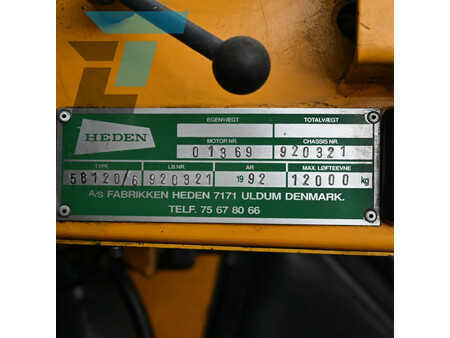 HEDEN
EGENVÆGT TOTALVÆGT
MOTOR NR. CHASSIS NR.
01369 920321
TYPE LB.NR. ÅR MAX. LØFTEEVNE
58120/6 920321 1992 12000 kg
A/S FABRIKKEN HEDEN 7171 ULDUM DENMARK.
TELF. 75 67 80 66